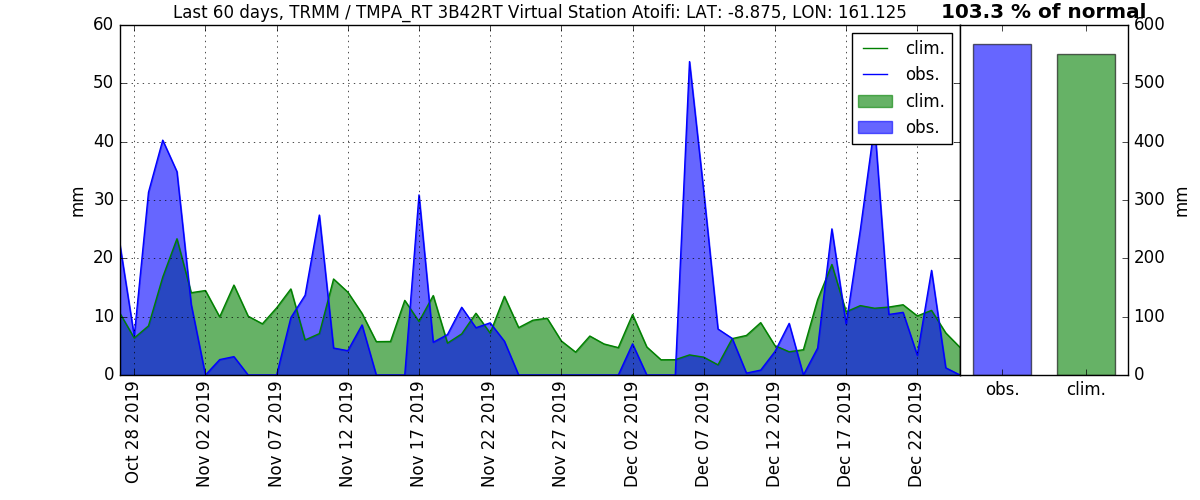 Last 60 days, TRMM / TMPA_RT 3B42RT Virtual Station Atoifi: LAT: -8.875, LON: 161.125
103.3 % of normal
60
50
40
30
20
10
0
mm
clim.
obs.
clim.
obs.
600
500
400
300
200
100
0
mm
Oct 28 2019
Nov 02 2019
Nov 07 2019
Nov 12 2019
Nov 17 2019
Nov 22 2019
Nov 27 2019
Dec 02 2019
Dec 07 2019
Dec 12 2019
Dec 17 2019
Dec 22 2019
obs.
clim.